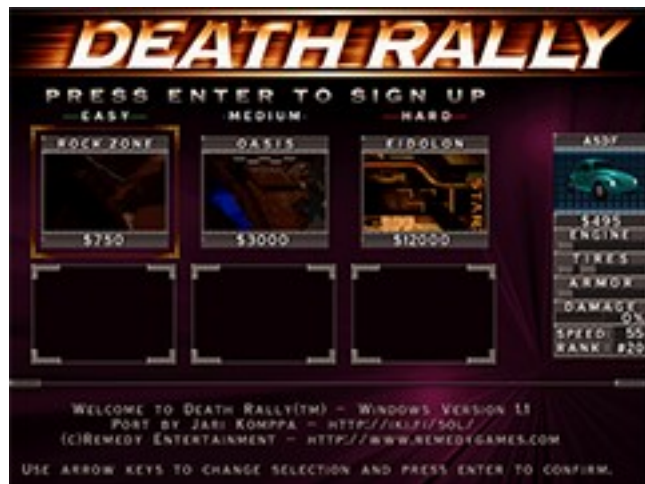 DEATH RALLY
PRESS ENTER TO SIGN UP
EASY MEDIUM HARD
ROCK ZONE OASIS EIDOLON ASDF
$750 $3000 $12000 $495
ENGINE
TIRES
ARMOR
DAMAGE
0%
SPEED: 55
RANK: #20
WELCOME TO DEATH RALLY(TM) - WINDOWS VERSION 1.1
PORT BY JARI KOMPPA - HTTP://IKI.FI/SOL/
(C)REMEDY ENTERTAINMENT - HTTP://WWW.REMEDYGAMES.COM
USE ARROW KEYS TO CHANGE SELECTION AND PRESS ENTER TO CONFIRM.